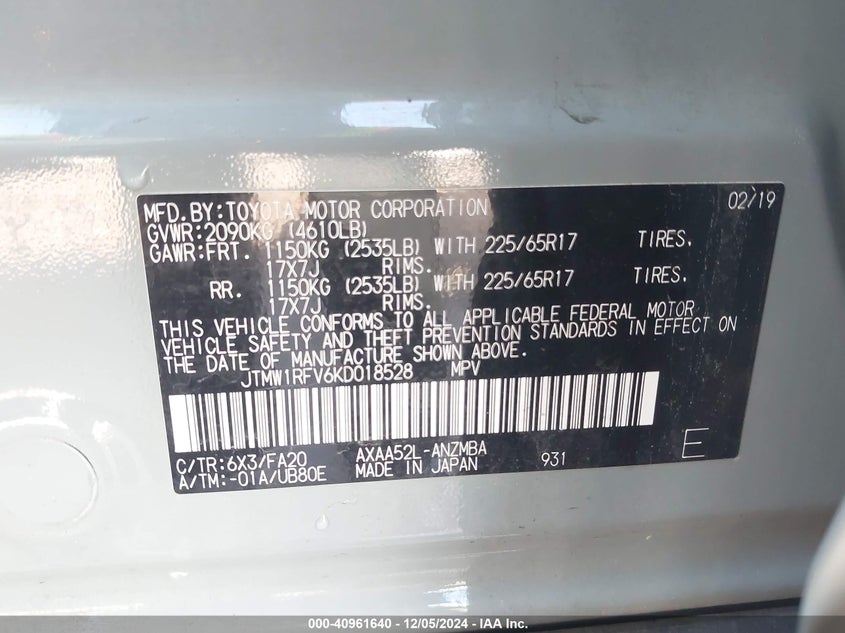 MFD.BY:TOYOTA MOTOR CORPORATION 02/19
GVWR:2090KG (4610LB)
GAWR:FRT. 1150KG (2535LB) WITH 225/65R17 TIRES,
17X7J RIMS.
RR. 1150KG (2535LB) WITH 225/65R17 TIRES,
17X7J RIMS.
THIS VEHICLE CONFORMS TO ALL APPLICABLE FEDERAL MOTOR
VEHICLE SAFETY AND THEFT PREVENTION STANDARDS IN EFFECT ON
THE DATE OF MANUFACTURE SHOWN ABOVE.
JTMW1RFV6KD018528 MPV
C/TR:6X3/FA20 AXAA52L-ANZMBA
A/TM:-01A/UB80E MADE IN JAPAN 931 E
000-40961640 - 12/05/2024 - IAA Inc.